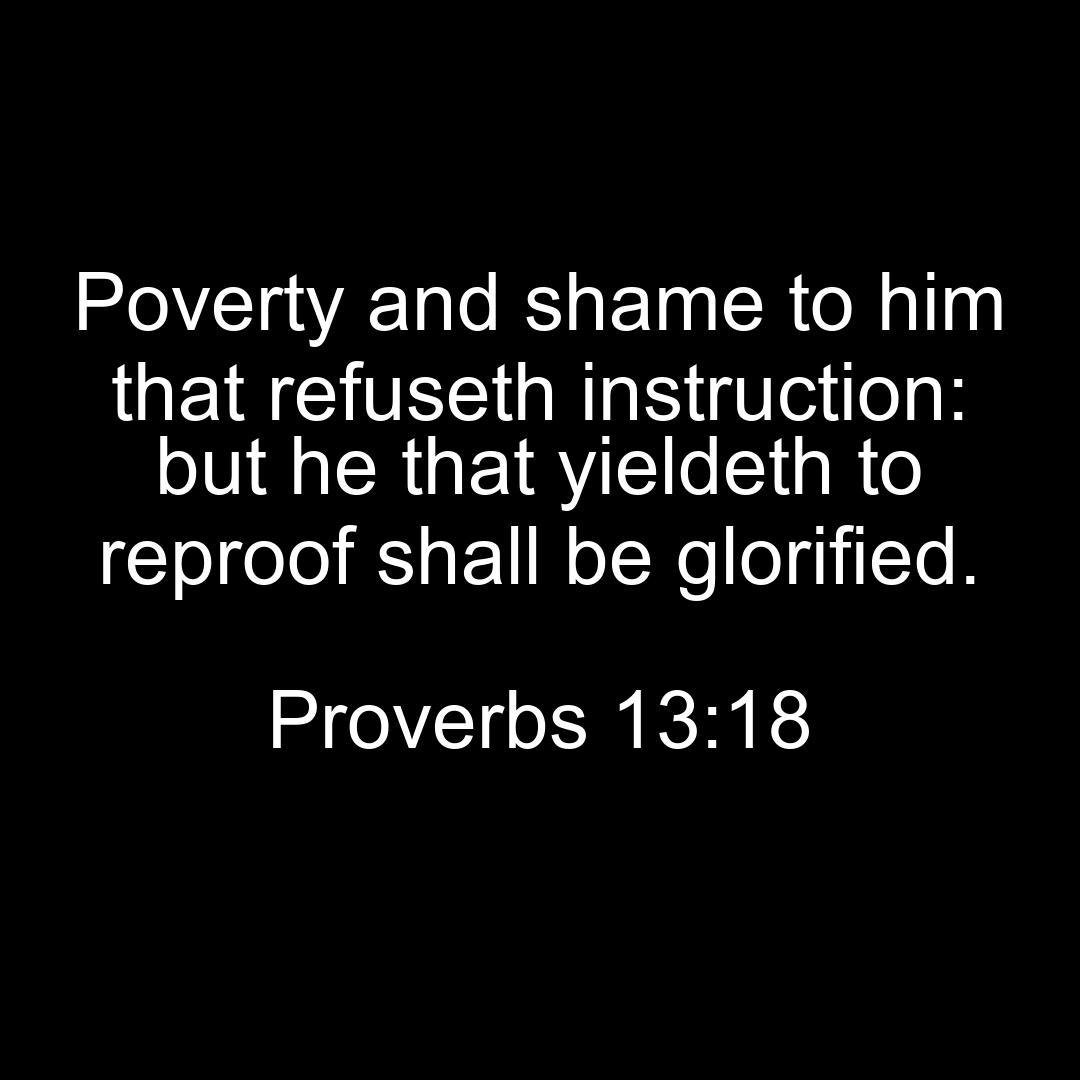 Poverty and shame to him
that refuseth instruction:
but he that yieldeth to
reproof shall be glorified.
Proverbs 13:18